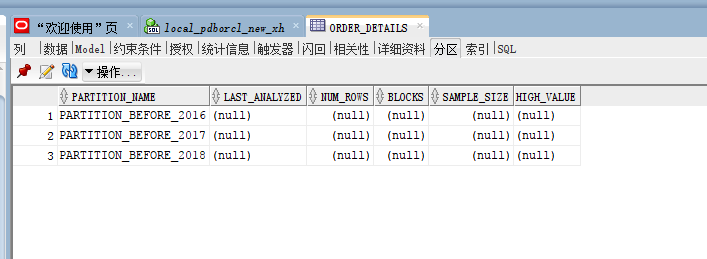 “欢迎使用”页 local_pdborcl_new_xh ORDER_DETAILS
列 数据 Model 约束条件 授权 统计信息 触发器 闪回 相关性 详细资料 分区 索引 SQL
操作...
PARTITION_NAME LAST_ANALYZED NUM_ROWS BLOCKS SAMPLE_SIZE HIGH_VALUE
1 PARTITION_BEFORE_2016 (null) (null) (null) (null) (null)
2 PARTITION_BEFORE_2017 (null) (null) (null) (null) (null)
3 PARTITION_BEFORE_2018 (null) (null) (null) (null) (null)